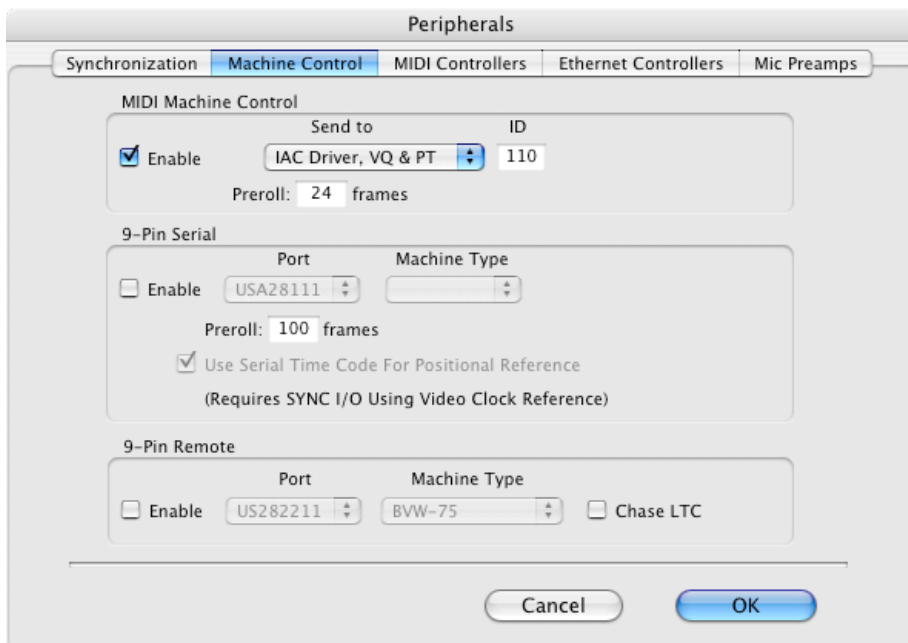 Peripherals
Synchronization Machine Control MIDI Controllers Ethernet Controllers Mic Preamps
MIDI Machine Control
Send to ID
Enable IAC Driver, VQ & PT 110
Preroll: 24 frames
9-Pin Serial
Port Machine Type
Enable USA28111
Preroll: 100 frames
Use Serial Time Code For Positional Reference
(Requires SYNC I/O Using Video Clock Reference)
9-Pin Remote
Port Machine Type
Enable US282211 BVW-75 Chase LTC
Cancel OK